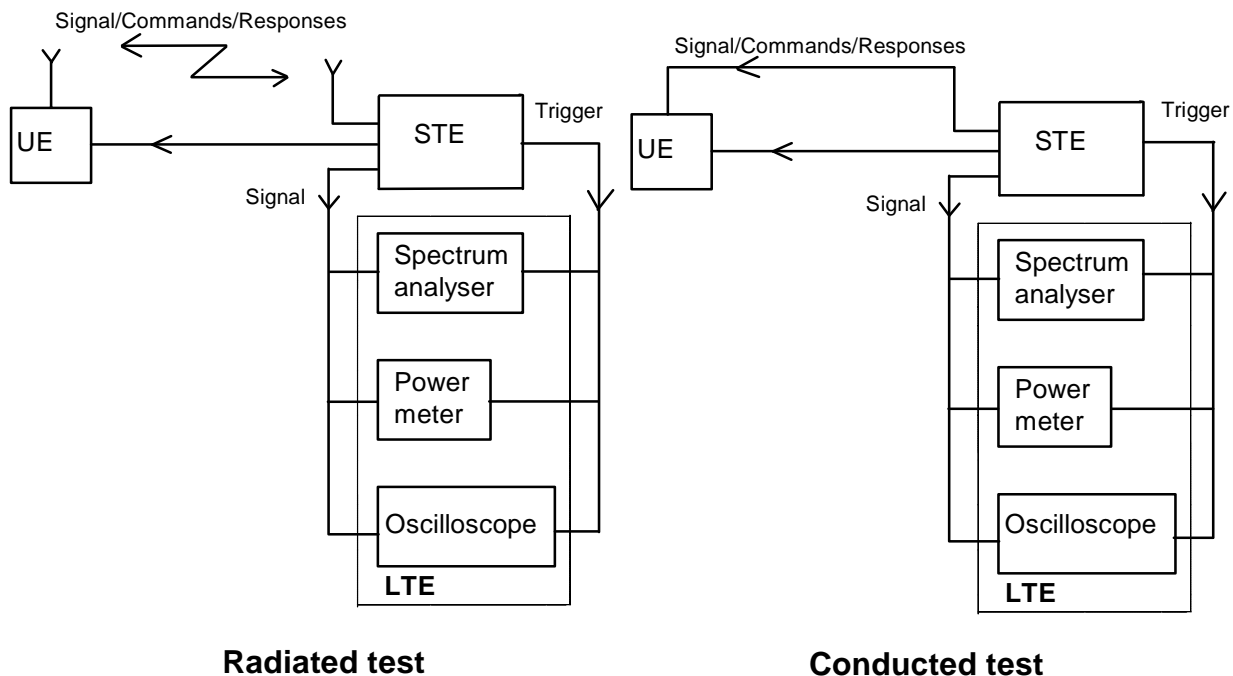 Signal/Commands/Responses
UE
STE
Trigger
Signal
Spectrum
analyser
Power
meter
Oscilloscope
LTE
Radiated test
Signal/Commands/Responses
UE
STE
Trigger
Signal
Spectrum
analyser
Power
meter
Oscilloscope
LTE
Conducted test